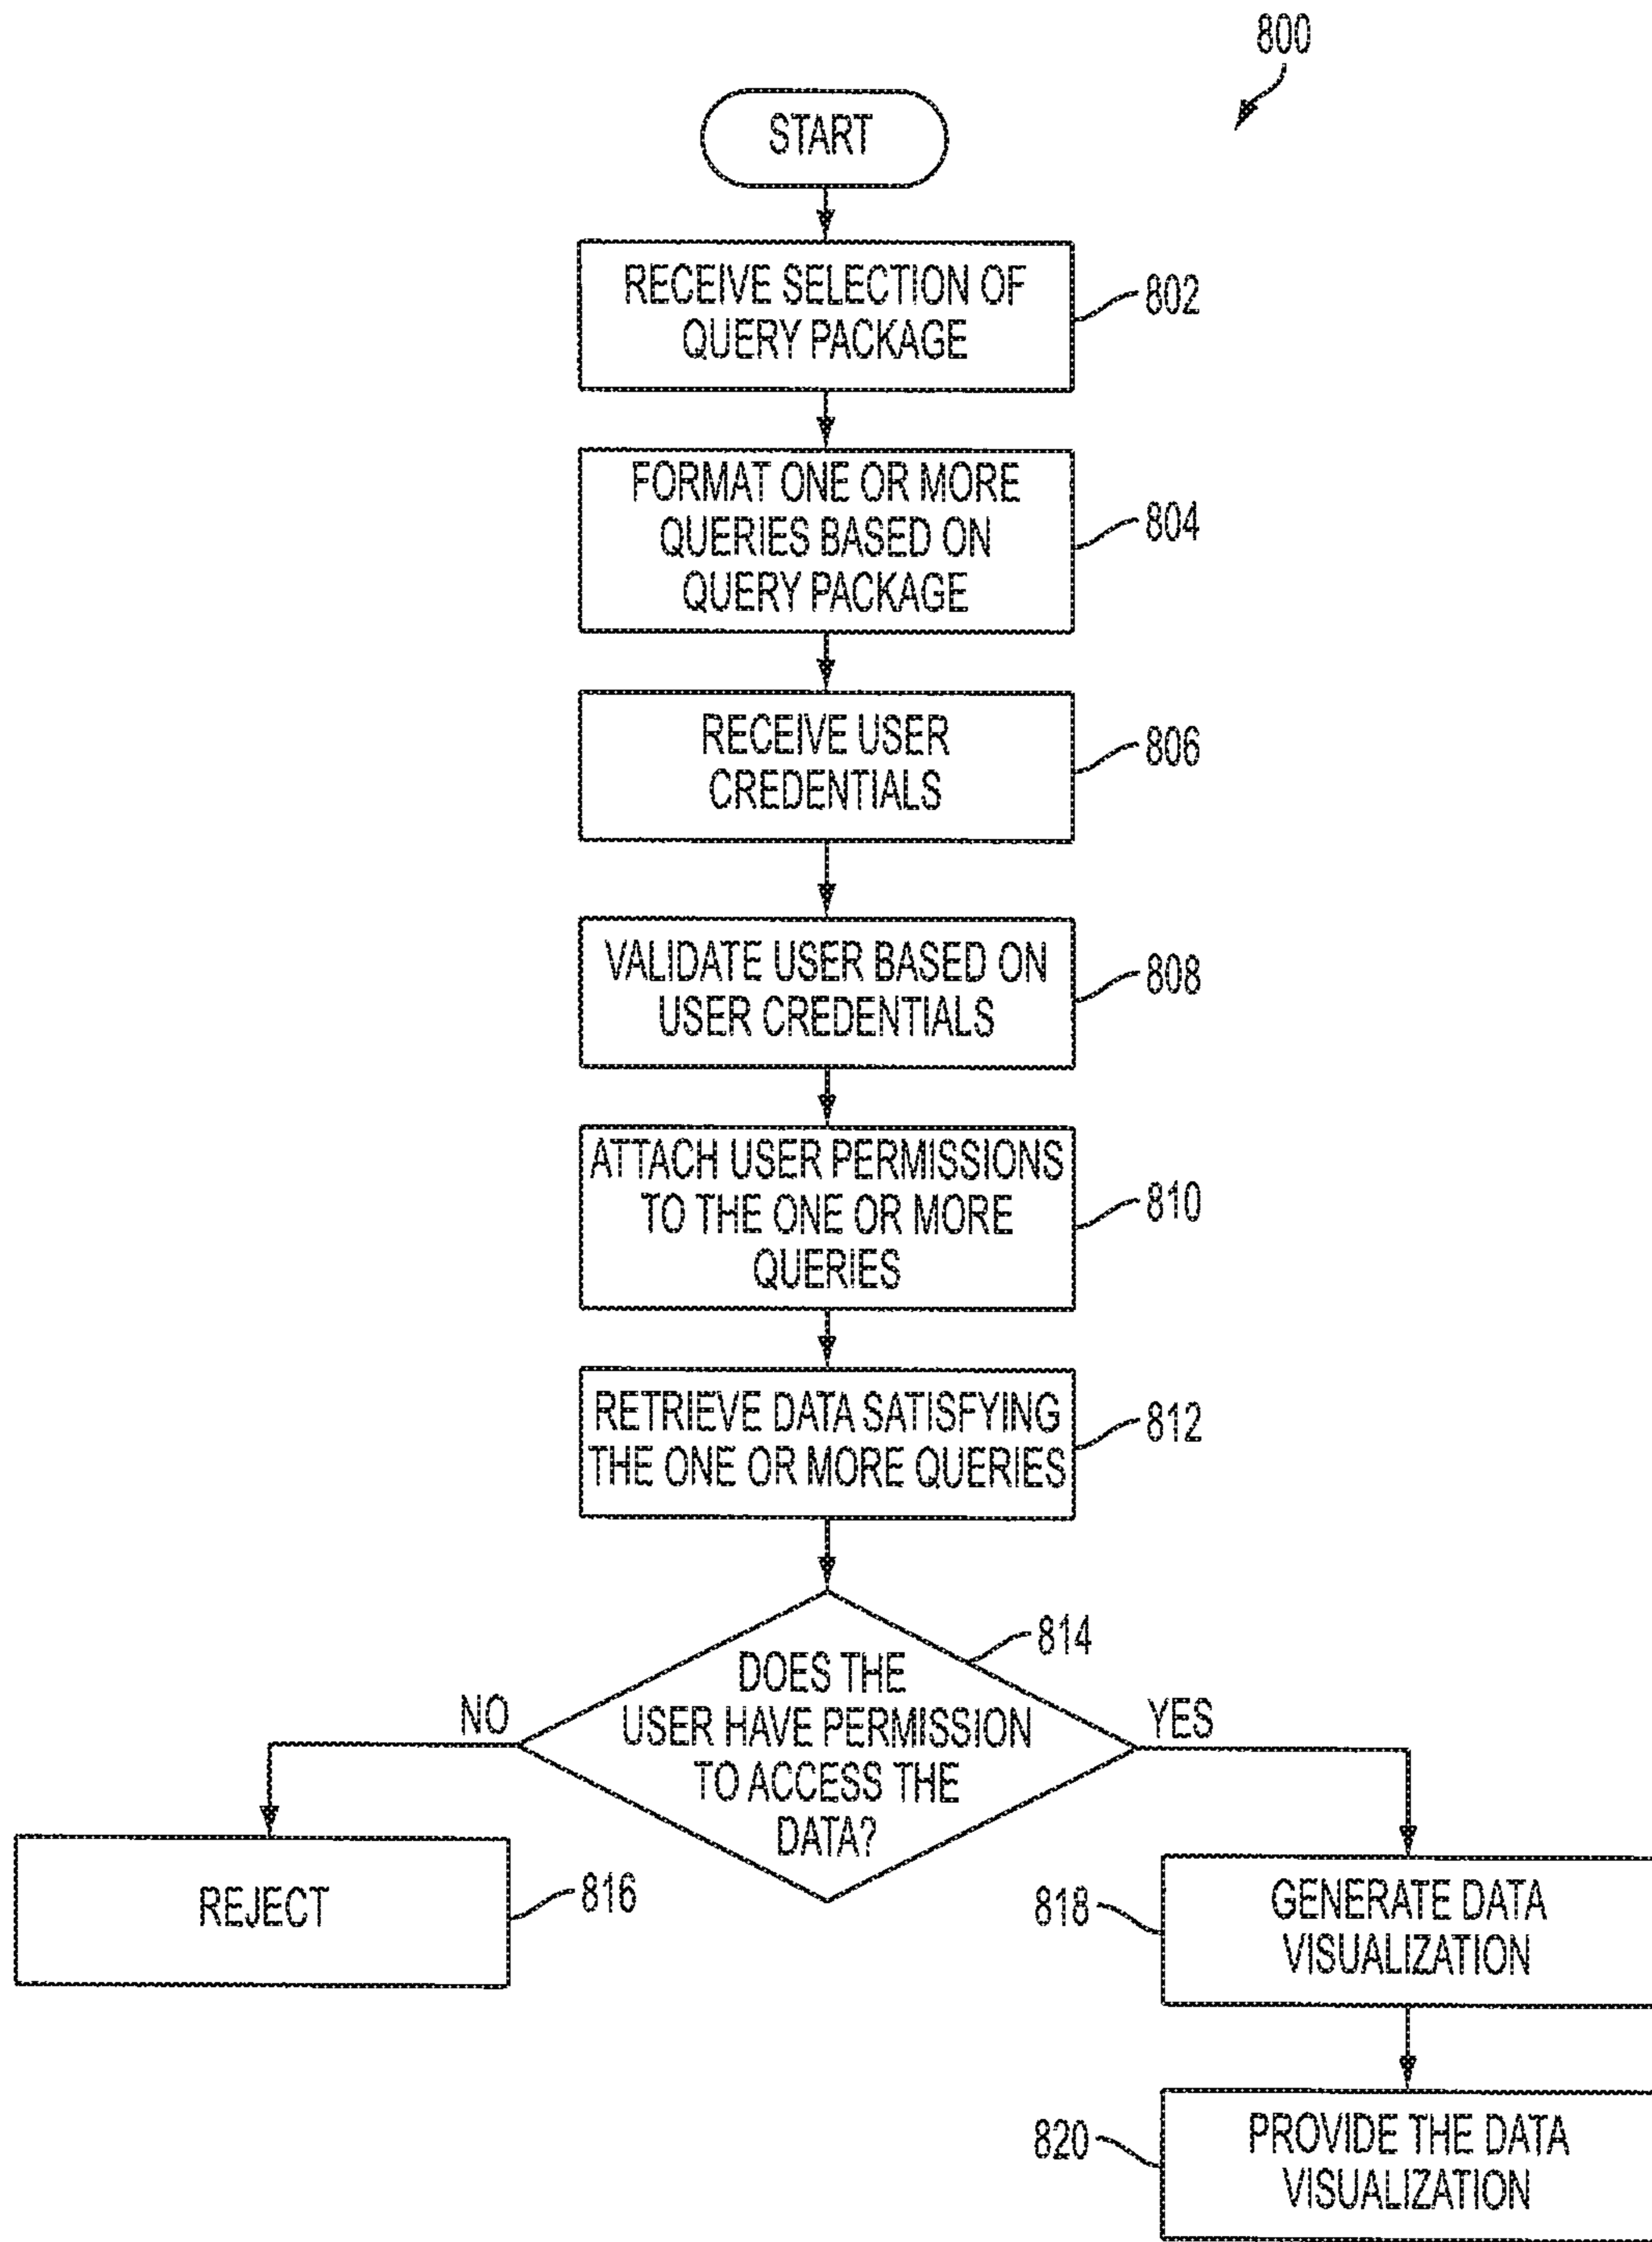 800
START
RECEIVE SELECTION OF
QUERY PACKAGE
802
FORMAT ONE OR MORE
QUERIES BASED ON
QUERY PACKAGE
804
RECEIVE USER
CREDENTIALS
806
VALIDATE USER BASED ON
USER CREDENTIALS
808
ATTACH USER PERMISSIONS
TO THE ONE OR MORE
QUERIES
810
RETRIEVE DATA SATISFYING
THE ONE OR MORE QUERIES
812
814
DOES THE
USER HAVE PERMISSION
TO ACCESS THE
DATA?
NO
YES
REJECT
816
818
GENERATE DATA
VISUALIZATION
820
PROVIDE THE DATA
VISUALIZATION